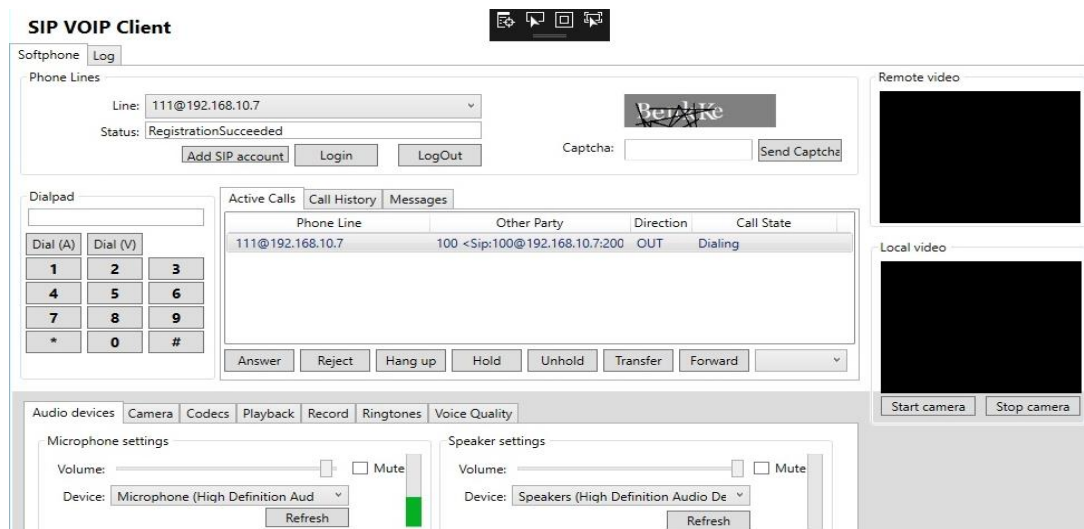 SIP VOIP Client
Softphone Log
Phone Lines
Line: 111@192.168.10.7
Status: RegistrationSucceeded
Add SIP account Login LogOut
Captcha: Send Captcha
Remote video
Dialpad
Dial (A) Dial (V)
1 2 3
4 5 6
7 8 9
* 0 #
Active Calls Call History Messages
Phone Line Other Party Direction Call State
111@192.168.10.7 100 <Sip:100@192.168.10.7:200 OUT Dialing
Answer Reject Hang up Hold Unhold Transfer Forward
Local video
Start camera Stop camera
Audio devices Camera Codecs Playback Record Ringtones Voice Quality
Microphone settings
Volume: Mute
Device: Microphone (High Definition Aud
Refresh
Speaker settings
Volume: Mute
Device: Speakers (High Definition Audio De
Refresh